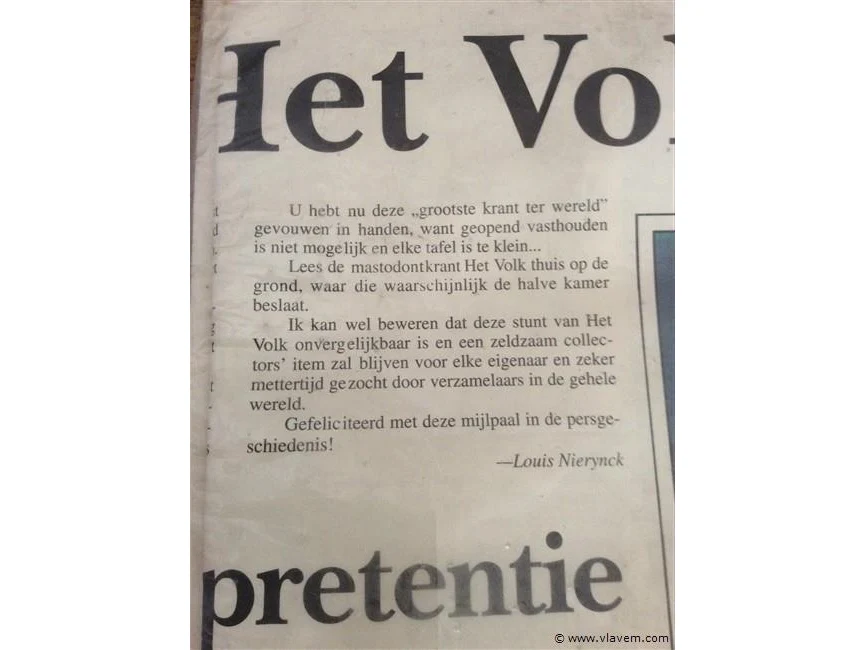 Het Vol
U hebt nu deze „grootste krant ter wereld”
gevouwen in handen, want geopend vasthouden
is niet mogelijk en elke tafel is te klein...
Lees de mastodontkrant Het Volk thuis op de
grond, waar die waarschijnlijk de halve kamer
beslaat.
Ik kan wel beweren dat deze stunt van Het
Volk onvergelijkbaar is en een zeldzaam collec-
tors’ item zal blijven voor elke eigenaar en zeker
mettertijd gezocht door verzamelaars in de gehele
wereld.
Gefeliciteerd met deze mijlpaal in de persge-
schiedenis!
—Louis Nierynck
pretentie
© www.vlavem.com